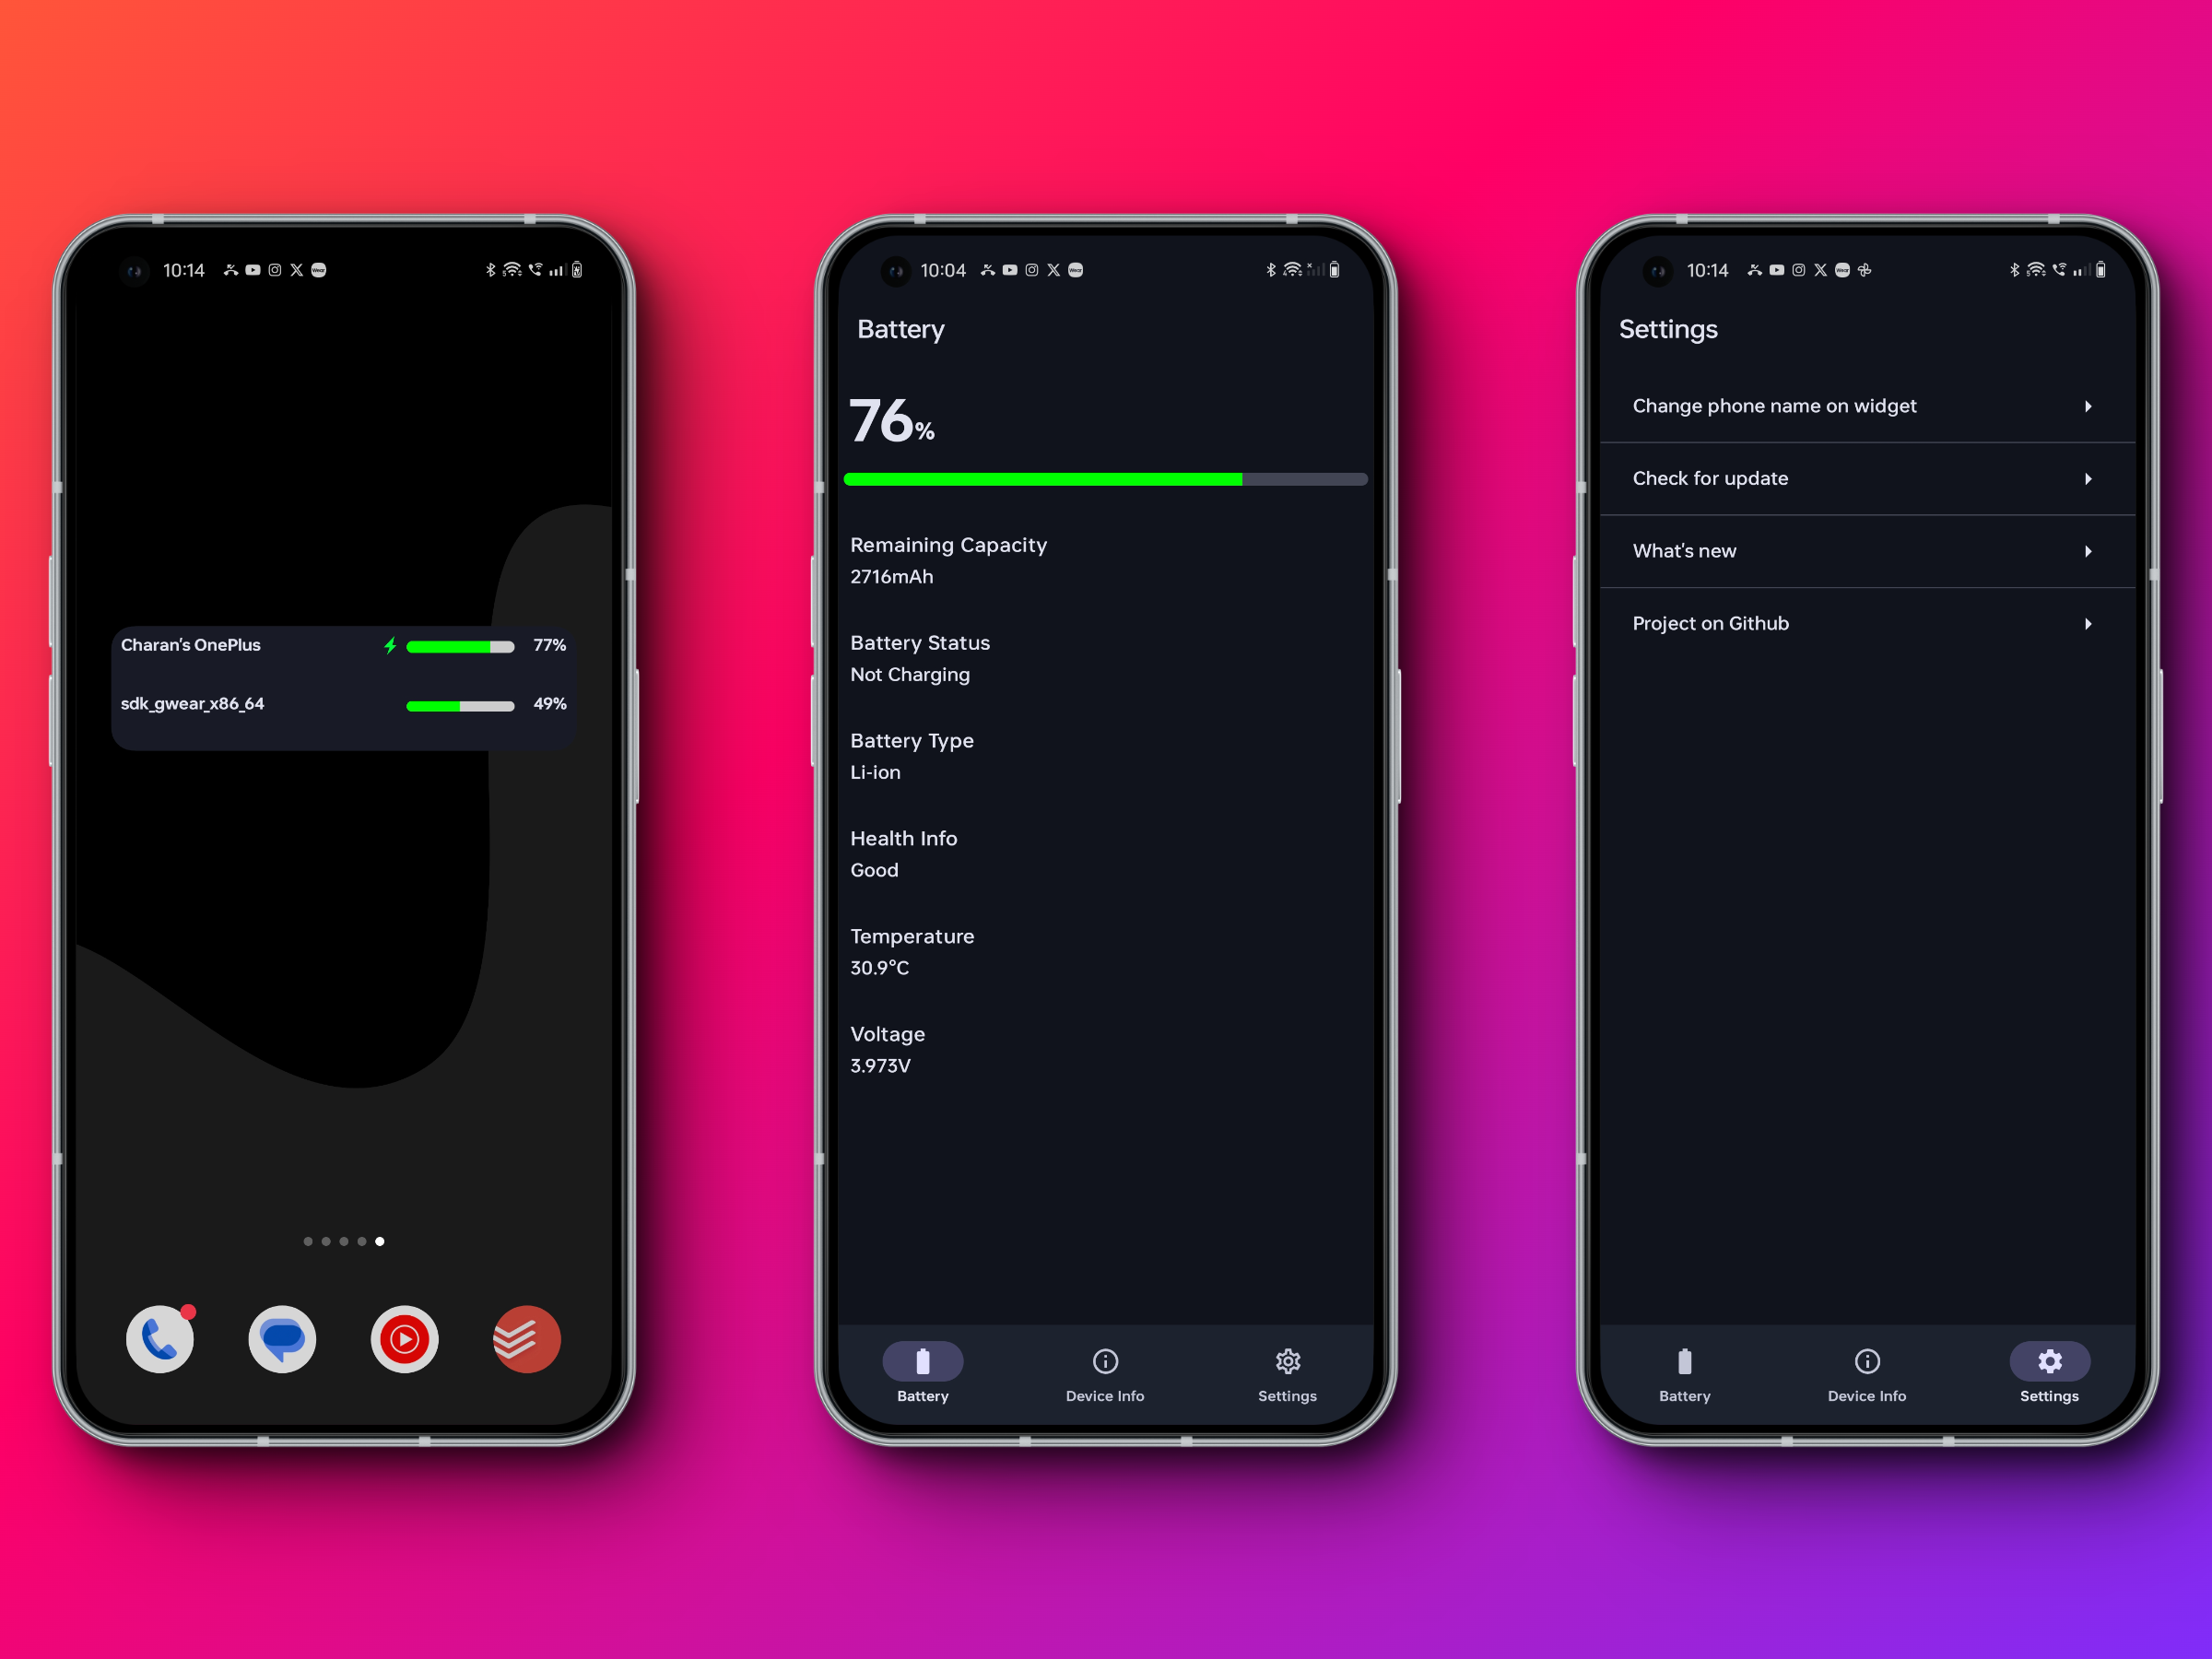 10:14
Charan's OnePlus 77%
sdk_gwear_x86_64 49%
10:04
Battery
76%
Remaining Capacity
2716mAh
Battery Status
Not Charging
Battery Type
Li-ion
Health Info
Good
Temperature
30.9°C
Voltage
3.973V
Battery Device Info Settings
10:14
Settings
Change phone name on widget
Check for update
What's new
Project on Github
Battery Device Info Settings